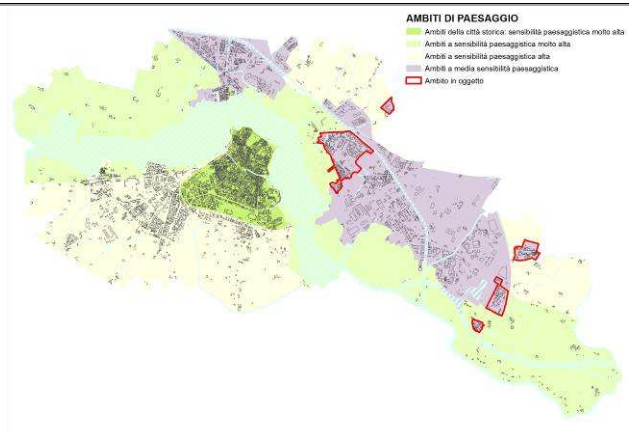 AMBITI DI PAESAGGIO
Ambiti della città storica: sensibilità paesaggistica molto alta
Ambiti a sensibilità paesaggistica molto alta
Ambiti a sensibilità paesaggistica alta
Ambiti a media sensibilità paesaggistica
Ambito in oggetto